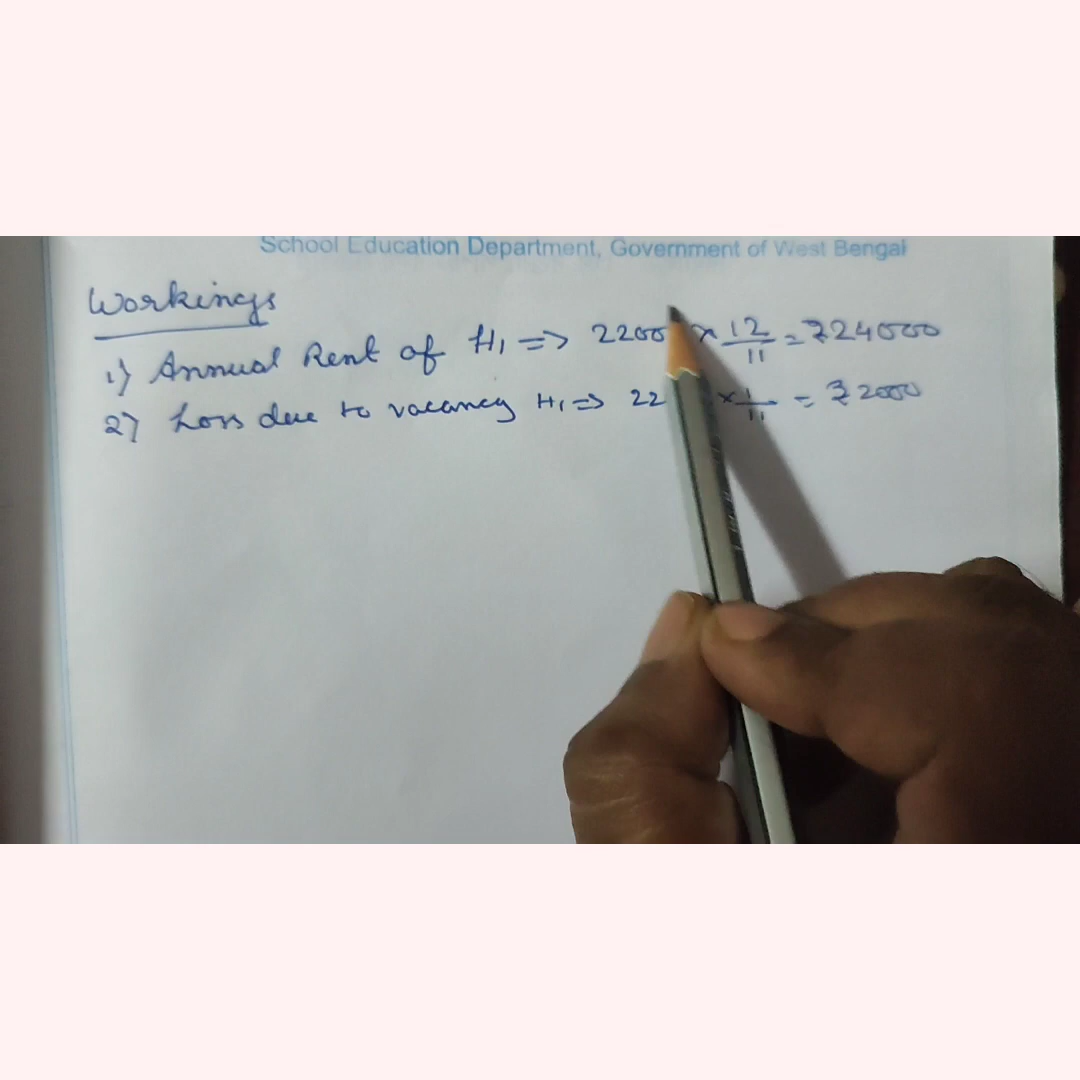 School Education Department, Government of West Bengal
Workings
1) Annual Rent of H1 => 2200 × 12/11 = ₹24000
2) Loss due to vacancy H1 => 22 × 1/11 = ₹2000